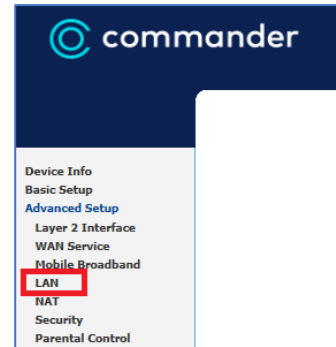 commander
Device Info
Basic Setup
Advanced Setup
Layer 2 Interface
WAN Service
Mobile Broadband
LAN
NAT
Security
Parental Control